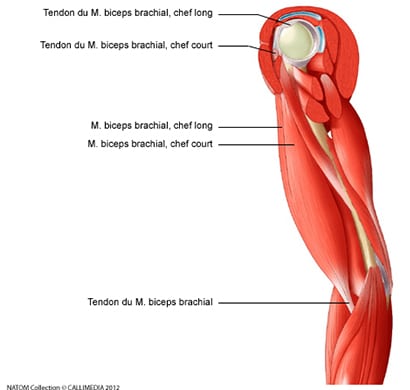 Tendon du M. biceps brachial, chef long
Tendon du M. biceps brachial, chef court
M. biceps brachial, chef long
M. biceps brachial, chef court
Tendon du M. biceps brachial
NATOM Collection © CALLIMEDIA 2012